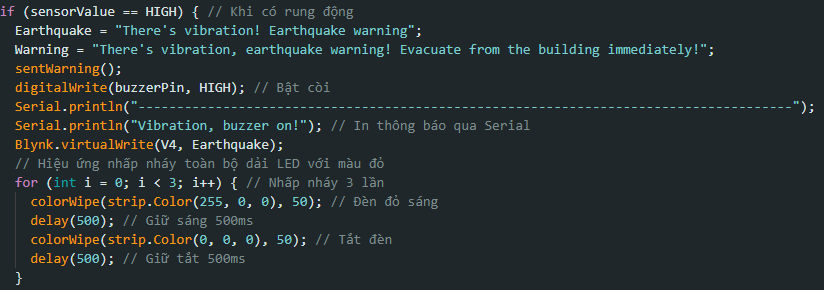 if (sensorValue == HIGH) { // Khi có rung động
Earthquake = "There's vibration! Earthquake warning";
Warning = "There's vibration, earthquake warning! Evacuate from the building immediately!";
sentWarning();
digitalWrite(buzzerPin, HIGH); // Bật còi
Serial.println("-----------------------------------------------------------------------------------");
Serial.println("Vibration, buzzer on!"); // In thông báo qua Serial
Blynk.virtualWrite(V4, Earthquake);
// Hiệu ứng nhấp nháy toàn bộ dải LED với màu đỏ
for (int i = 0; i < 3; i++) { // Nhấp nháy 3 lần
colorWipe(strip.Color(255, 0, 0), 50); // Đèn đỏ sáng
delay(500); // Giữ sáng 500ms
colorWipe(strip.Color(0, 0, 0), 50); // Tắt đèn
delay(500); // Giữ tắt 500ms
}